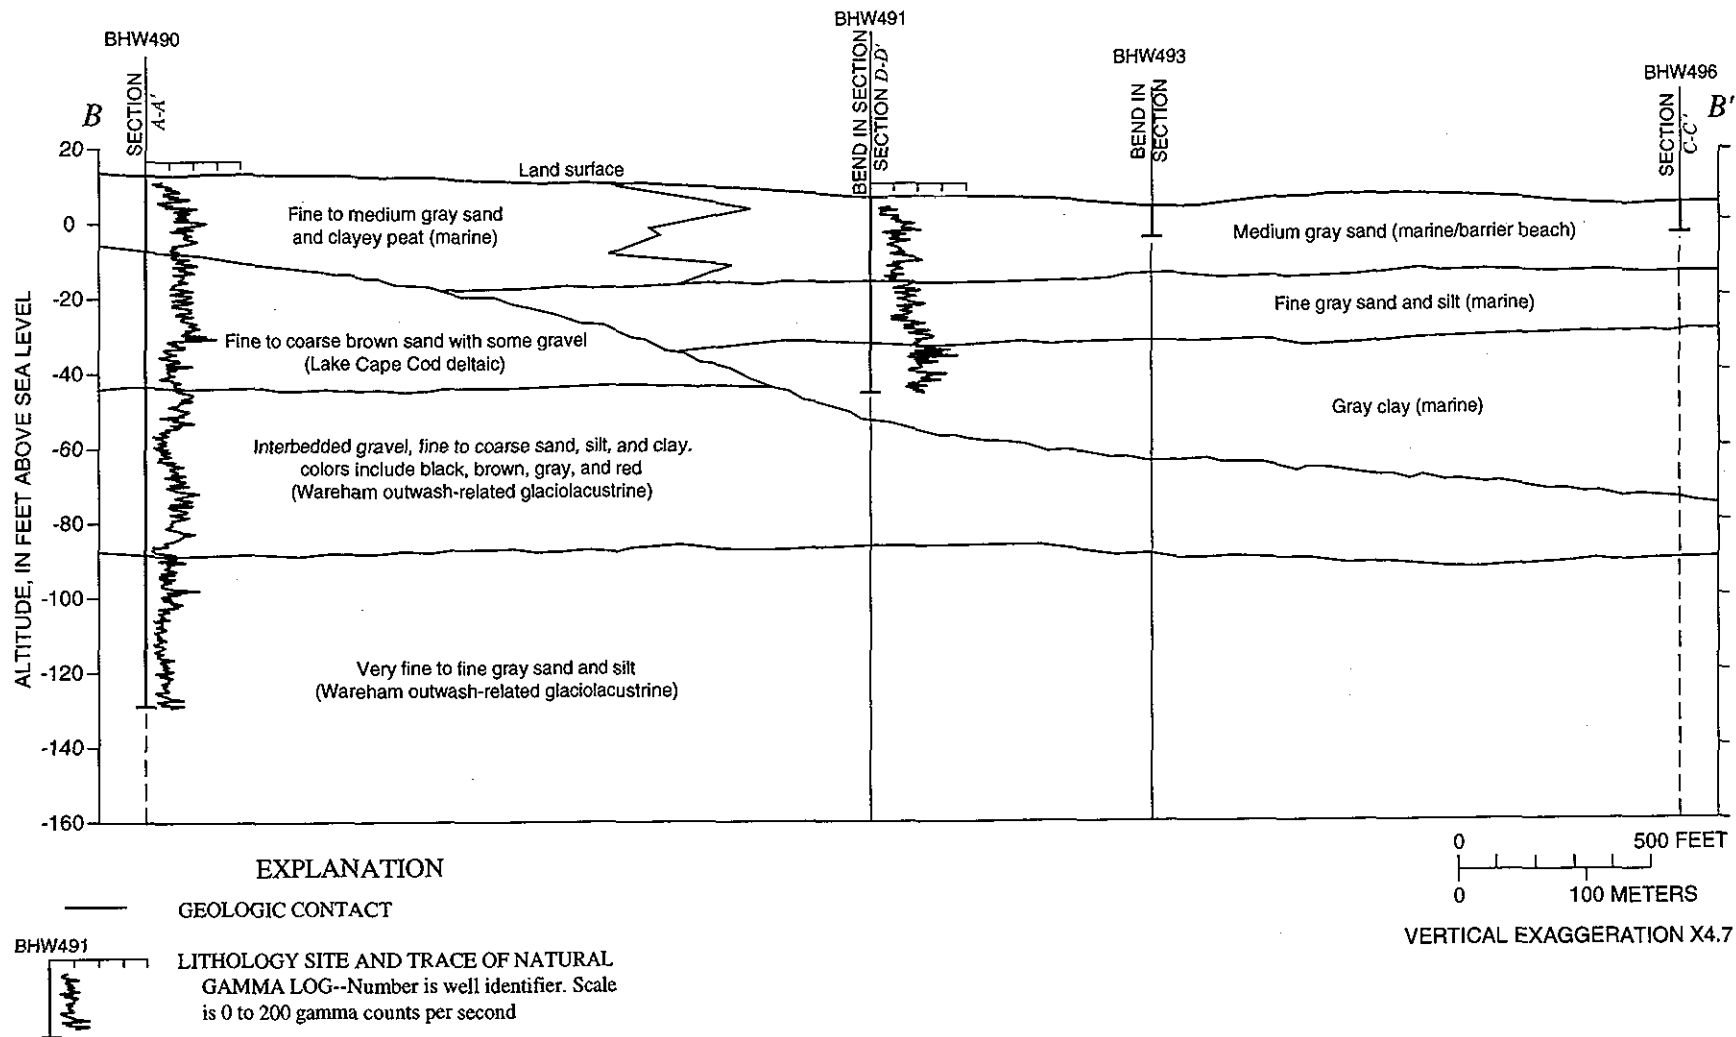 BHW490
BHW491
BHW493
BHW496
SECTION
A-A'
BEND IN SECTION
SECTION D-D'
BEND IN
SECTION
SECTION
C-C'
B
B'
20
0
-20
-40
-60
-80
-100
-120
-140
-160
ALTITUDE, IN FEET ABOVE SEA LEVEL
Land surface
Fine to medium gray sand
and clayey peat (marine)
Medium gray sand (marine/barrier beach)
Fine gray sand and silt (marine)
Fine to coarse brown sand with some gravel
(Lake Cape Cod deltaic)
Gray clay (marine)
Interbedded gravel, fine to coarse sand, silt, and clay.
colors include black, brown, gray, and red
(Wareham outwash-related glaciolacustrine)
Very fine to fine gray sand and silt
(Wareham outwash-related glaciolacustrine)
0 500 FEET
0 100 METERS
VERTICAL EXAGGERATION X4.7
EXPLANATION
GEOLOGIC CONTACT
BHW491
LITHOLOGY SITE AND TRACE OF NATURAL
GAMMA LOG--Number is well identifier. Scale
is 0 to 200 gamma counts per second